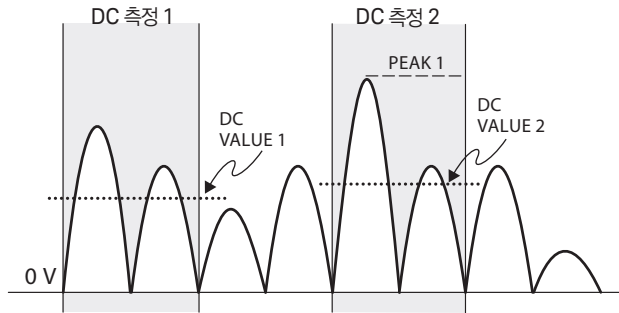 DC 측정 1
DC 측정 2
PEAK 1
DC
VALUE 1
DC
VALUE 2
0 V